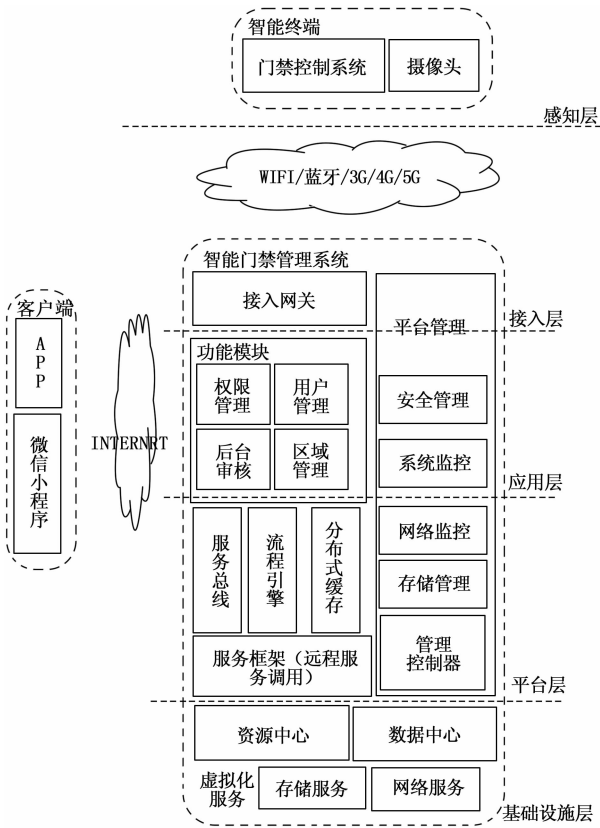 智能终端
门禁控制系统
摄像头
感知层
WIFI/蓝牙/3G/4G/5G
智能门禁管理系统
接入网关
平台管理
接入层
客户端
APP
微信小程序
INTERNRT
功能模块
权限
管理
用户
管理
后台
审核
区域
管理
安全管理
系统监控
应用层
服务总线
流程引擎
分布式缓存
网络监控
存储管理
管理
控制器
服务框架（远程服
务调用）
平台层
资源中心
数据中心
虚拟化
服务
存储服务
网络服务
基础设施层